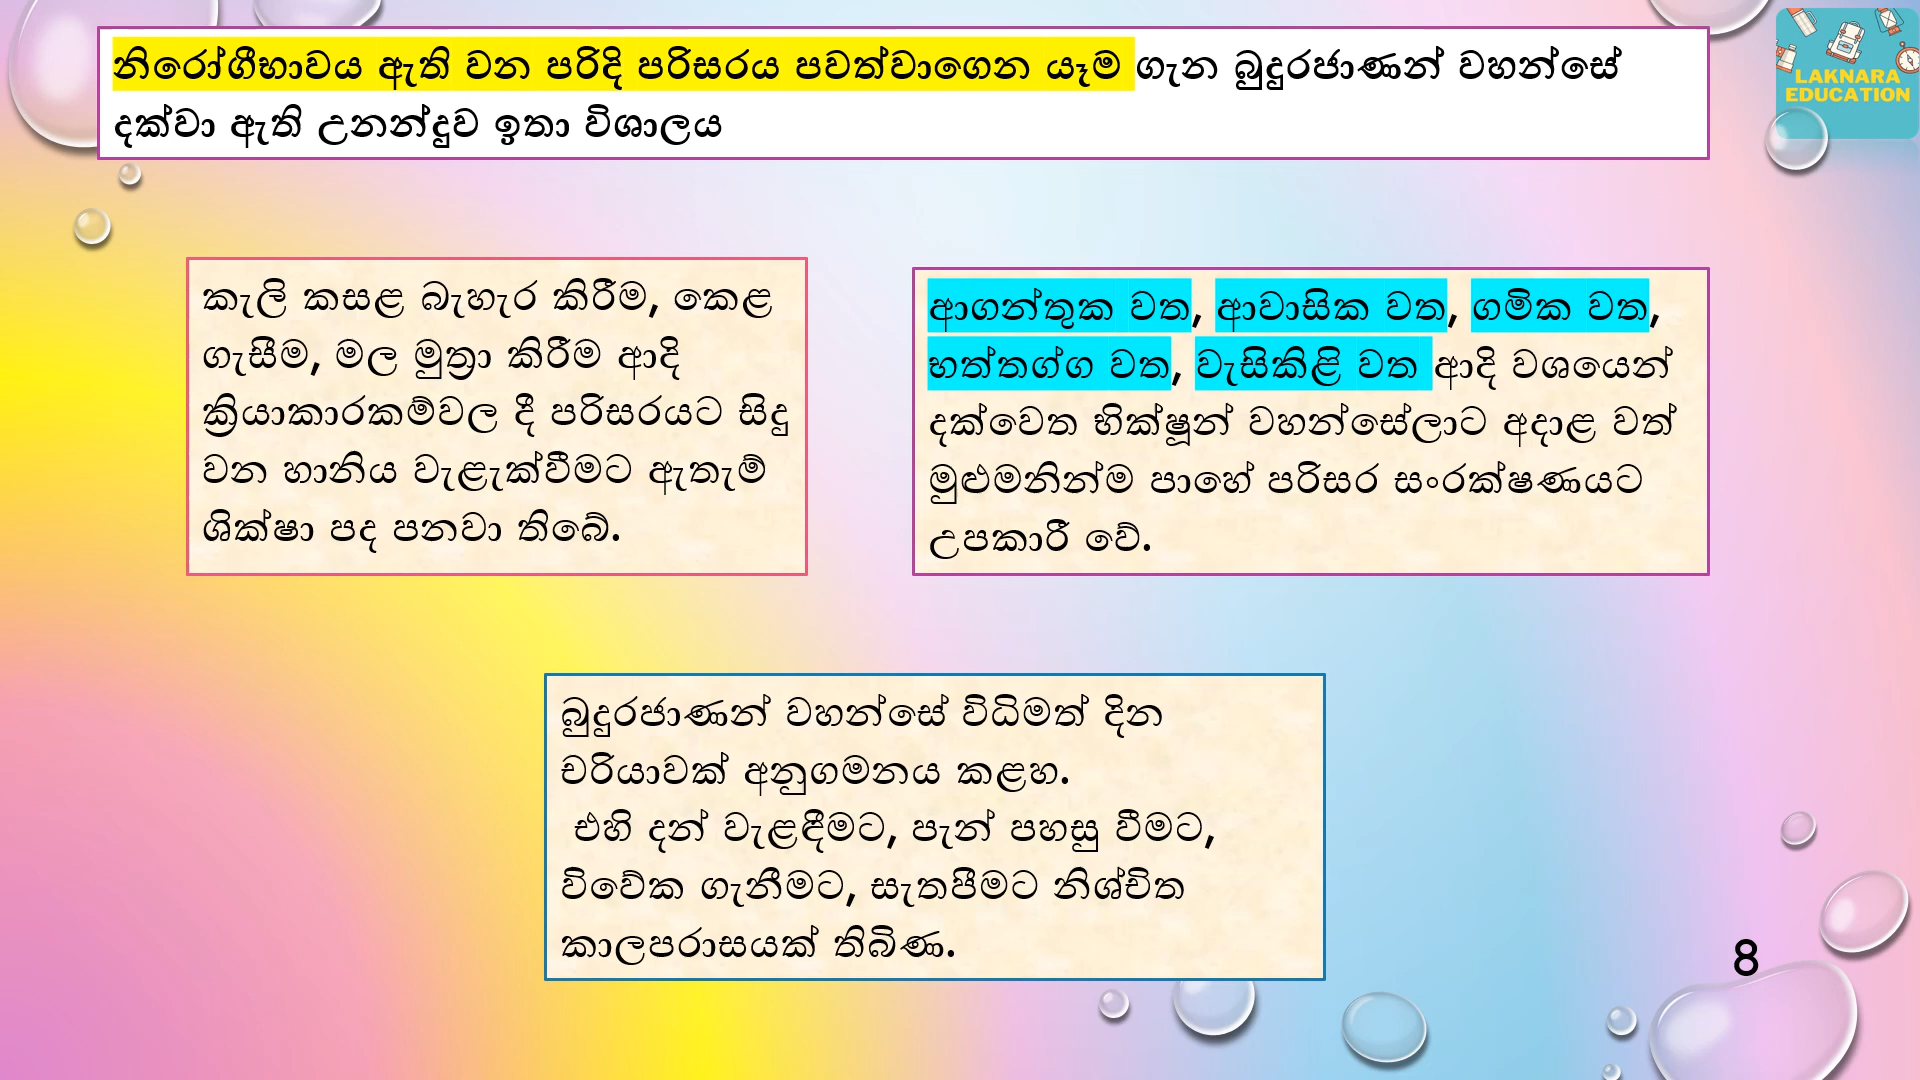 නිරෝගීභාවය ඇති වන පරිදි පරිසරය පවත්වාගෙන යෑම ගැන බුදුරජාණන් වහන්සේ
දක්වා ඇති උනන්දුව ඉතා විශාලය
LAKNARA
EDUCATION
කැලි කසළ බැහැර කිරීම, කෙළ
ගැසීම, මල මුත්‍රා කිරීම ආදි
ක්‍රියාකාරකම්වල දී පරිසරයට සිදු
වන හානිය වැළැක්වීමට ඇතැම්
ශික්ෂා පද පනවා තිබේ.
ආගන්තුක වත, ආවාසික වත, ගමික වත,
භත්තග්ග වත, වැසිකිළි වත ආදි වශයෙන්
දක්වෙත භික්ෂූන් වහන්සේලාට අදාළ වත්
මුළුමනින්ම පාහේ පරිසර සංරක්ෂණයට
උපකාරී වේ.
බුදුරජාණන් වහන්සේ විධිමත් දින
චරියාවක් අනුගමනය කළහ.
එහි දන් වැළඳීමට, පැන් පහසු වීමට,
විවේක ගැනීමට, සැතපීමට නිශ්චිත
කාලපරාසයක් තිබිණ.
8